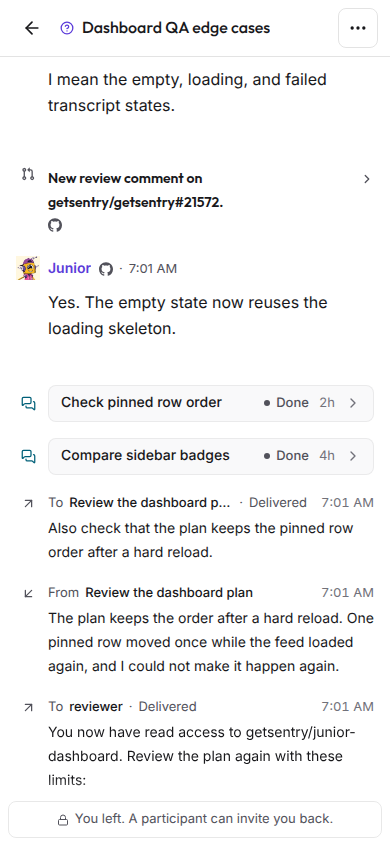 Dashboard QA edge cases
I mean the empty, loading, and failed
transcript states.
New review comment on
getsentry/getsentry#21572.
Junior · 7:01 AM
Yes. The empty state now reuses the
loading skeleton.
Check pinned row order Done 2h
Compare sidebar badges Done 4h
To Review the dashboard p... · Delivered 7:01 AM
Also check that the plan keeps the pinned row
order after a hard reload.
From Review the dashboard plan 7:01 AM
The plan keeps the order after a hard reload. One
pinned row moved once while the feed loaded
again, and I could not make it happen again.
To reviewer · Delivered 7:01 AM
You now have read access to getsentry/junior-
dashboard. Review the plan again with these
limits:
You left. A participant can invite you back.